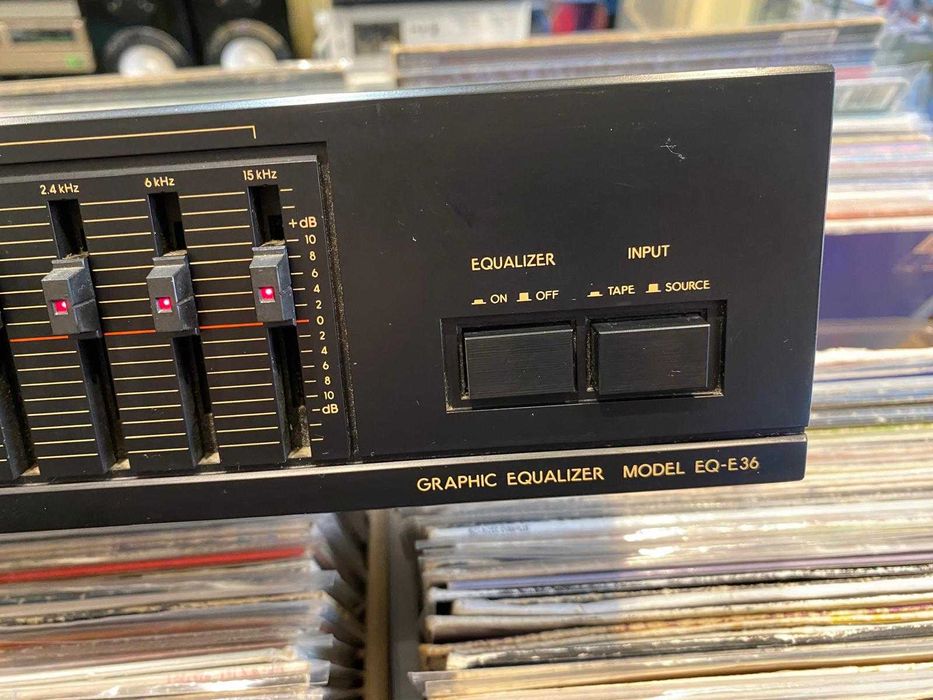 2.4 kHz 6 kHz 15 kHz
+dB
10
8
6
4
2
0
2
4
6
8
10
-dB
EQUALIZER INPUT
ON OFF TAPE SOURCE
GRAPHIC EQUALIZER MODEL EQ-E36